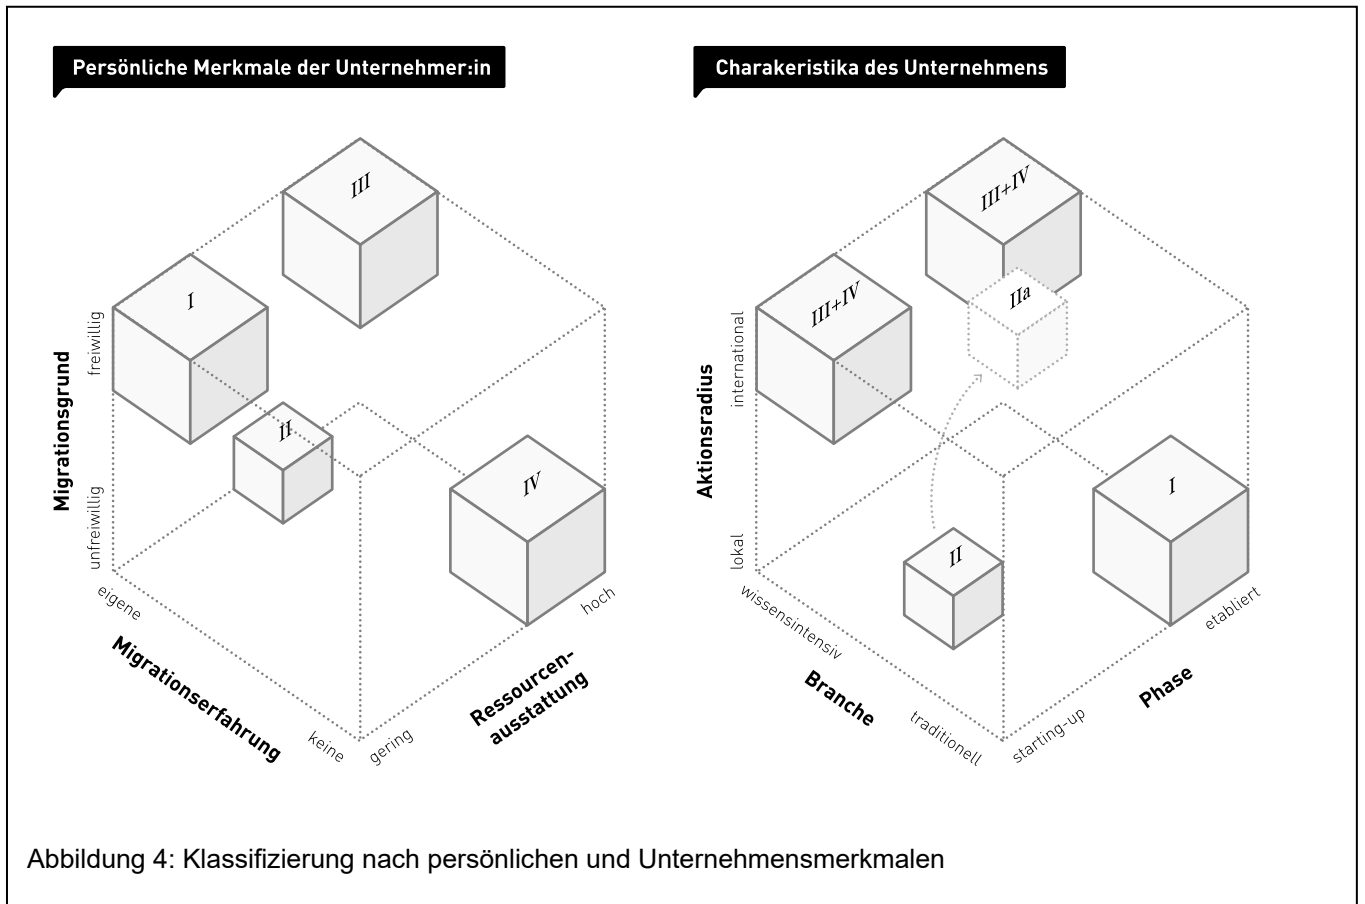 Persönliche Merkmale der Unternehmer:in
III
I
II
IV
Migrationsgrund
freiwillig
unfreiwillig
eigene
Migrationserfahrung
keine
gering
Ressourcen-
ausstattung
hoch
Charakeristika des Unternehmens
III+IV
III+IV
IIa
II
I
Aktionsradius
international
lokal
wissensintensiv
Branche
traditionell
starting-up
Phase
etabliert
Abbildung 4: Klassifizierung nach persönlichen und Unternehmensmerkmalen